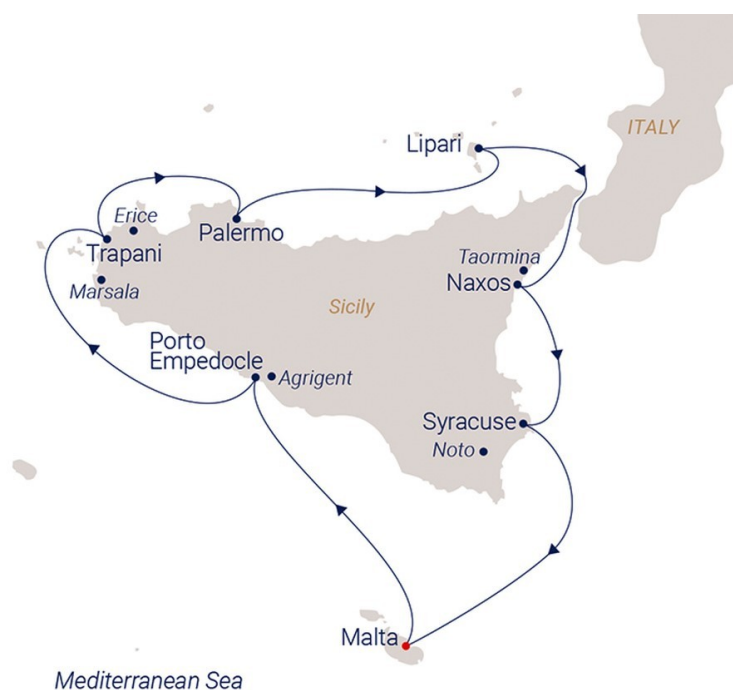 ITALY
Lipari
Erice
Palermo
Trapani
Taormina
Naxos
Marsala
Sicily
Porto
Empedocle
Agrigent
Syracuse
Noto
Malta
Mediterranean Sea